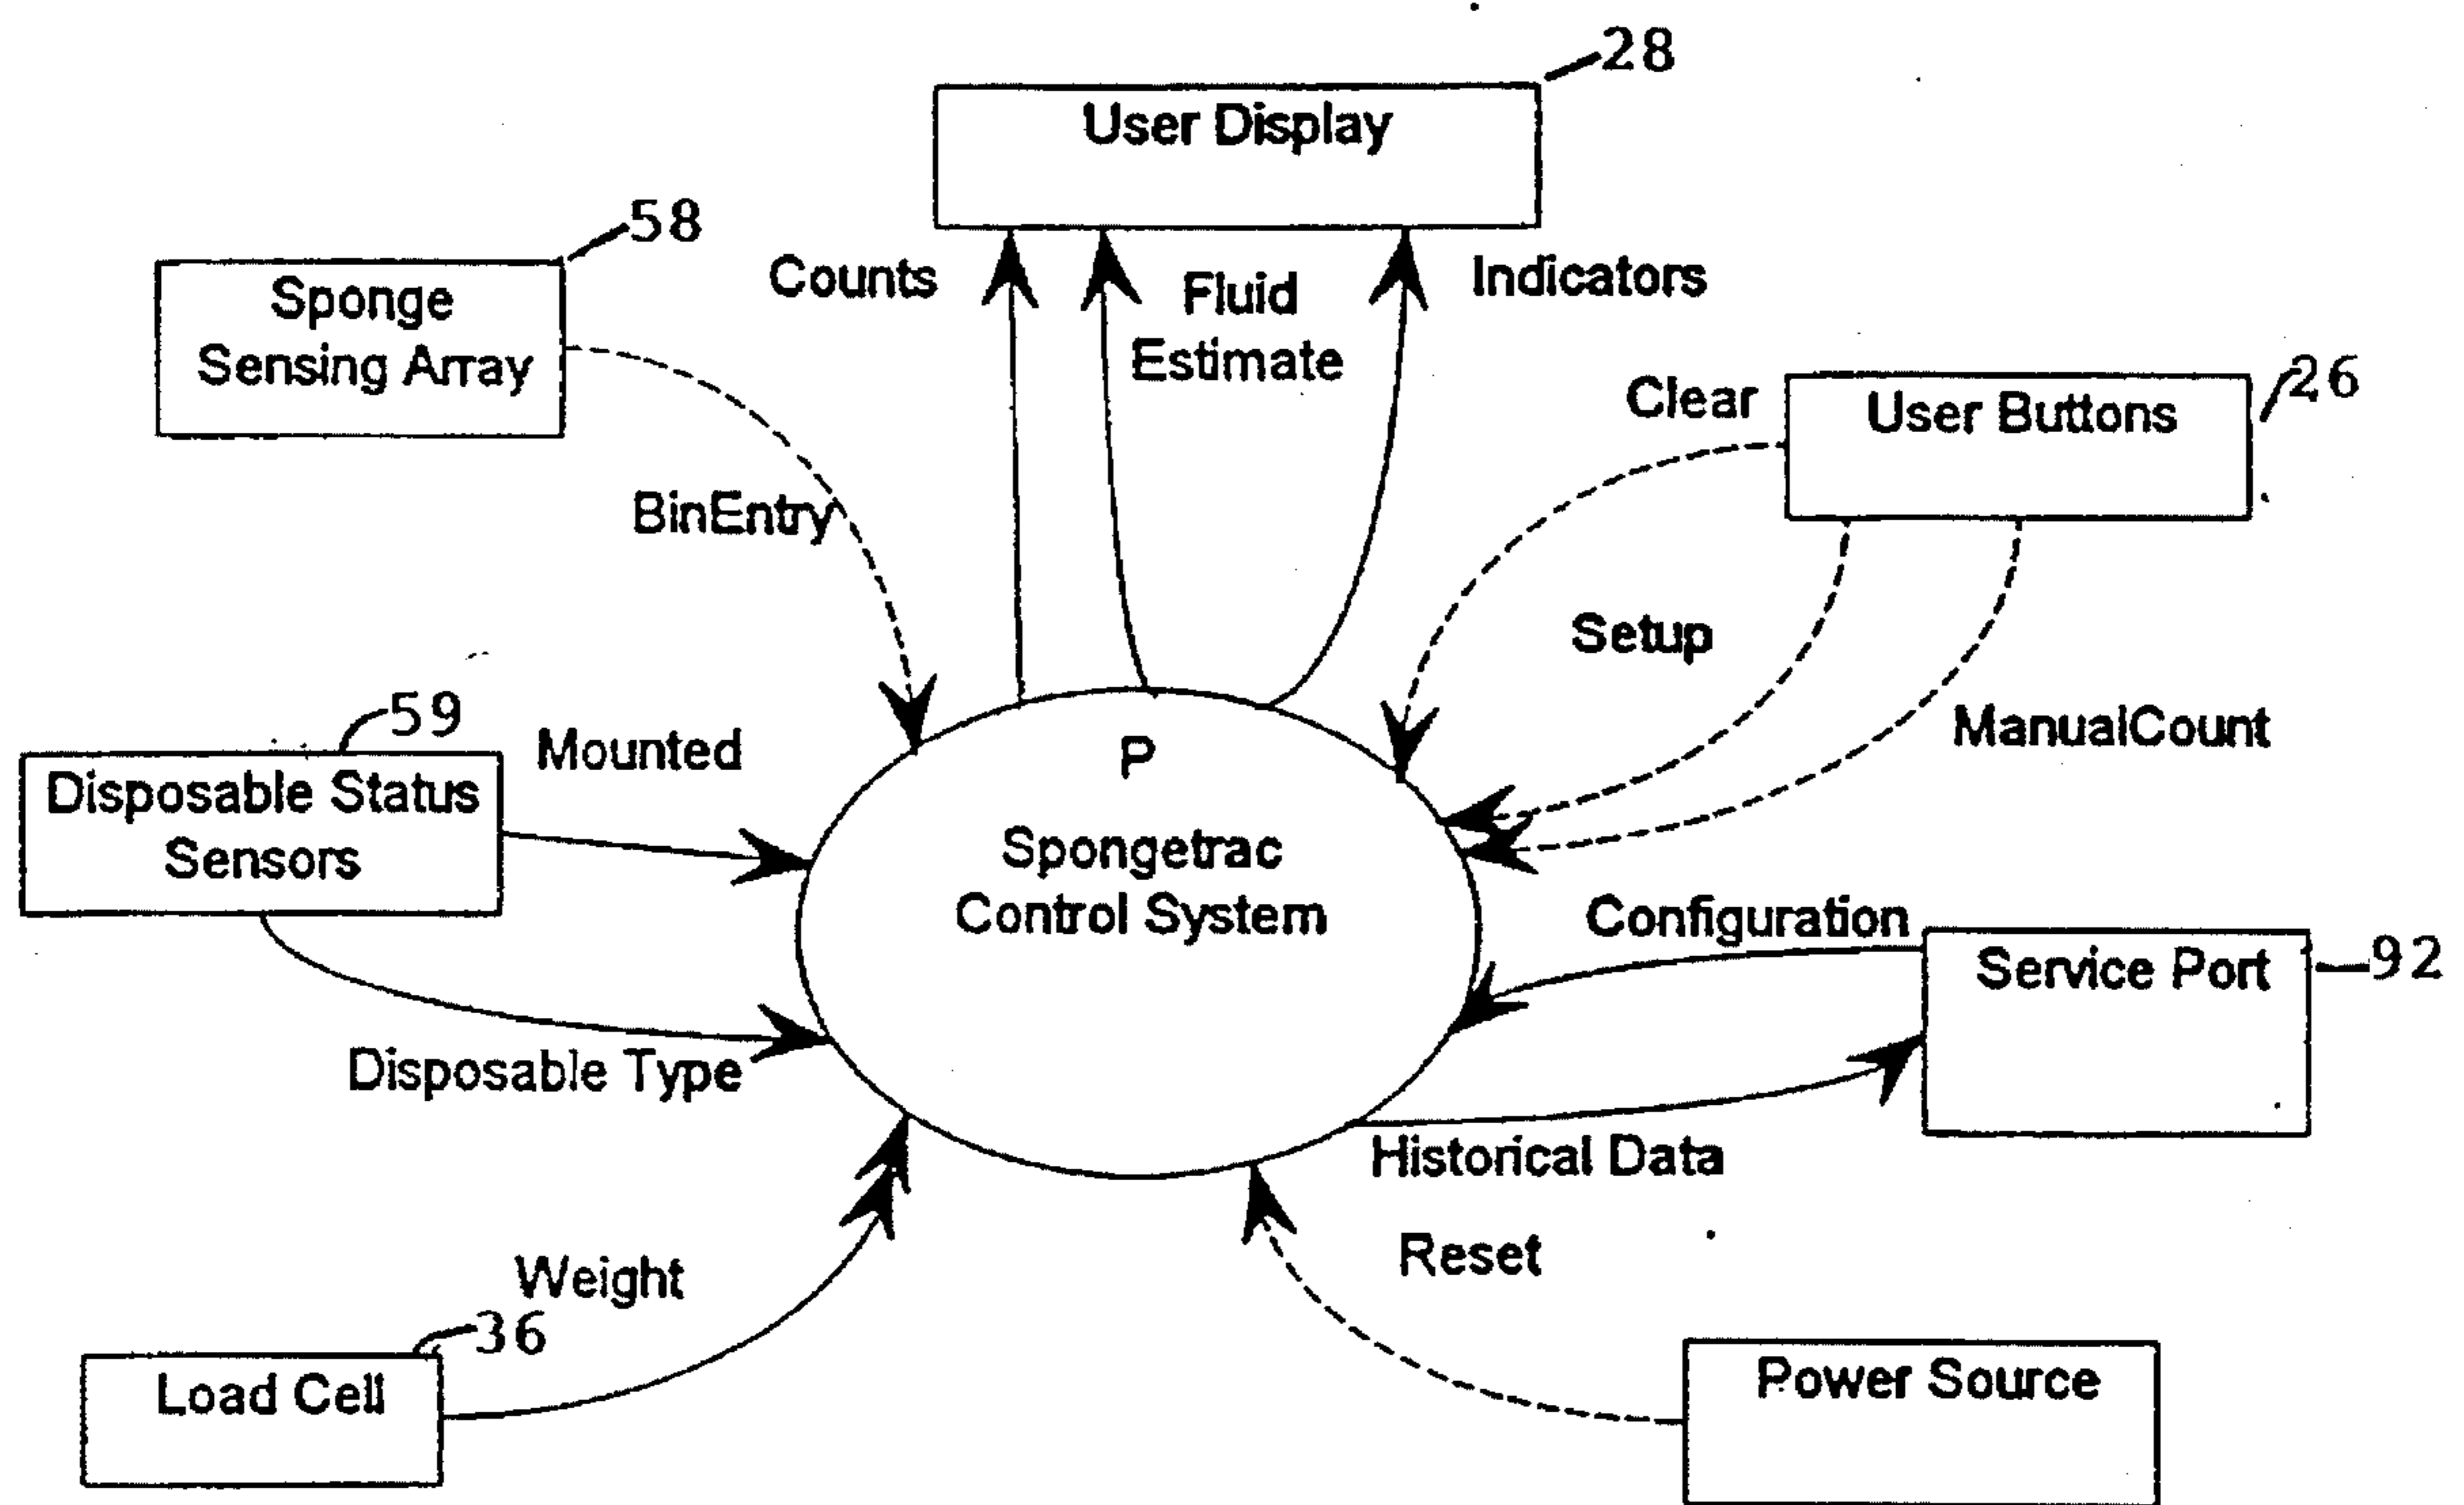 28
User Display
58
Sponge
Sensing Array
Counts
Fluid
Estimate
Indicators
26
Clear
User Buttons
BinEntry
Setup
59
Mounted
ManualCount
Disposable Status
Sensors
P
Spongetrac
Control System
Configuration
Service Port
92
Disposable Type
Historical Data
Reset
Weight
36
Load Cell
Power Source